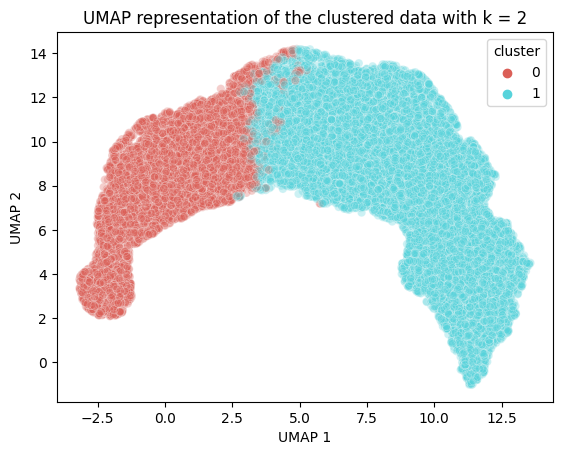 UMAP representation of the clustered data with k = 2
cluster
0
1
UMAP 2
14
12
10
8
6
4
2
0
−2.5 0.0 2.5 5.0 7.5 10.0 12.5
UMAP 1